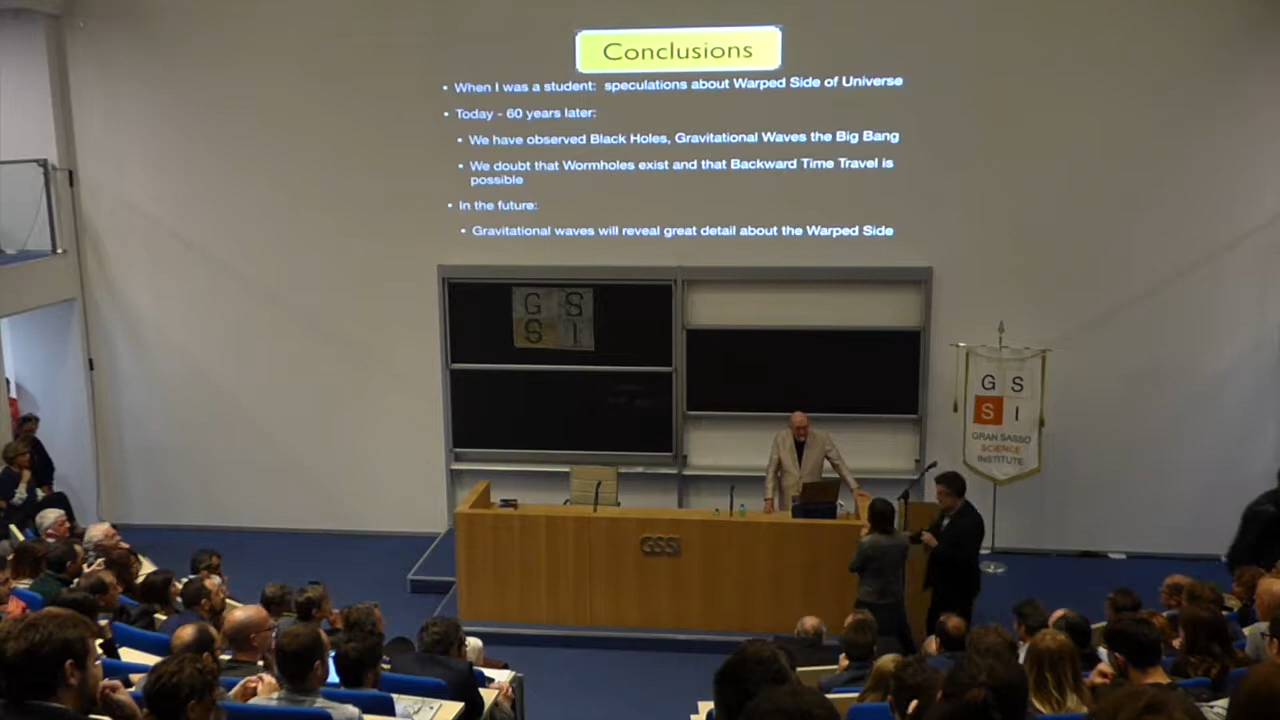 Conclusions
• When I was a student: speculations about Warped Side of Universe
• Today - 60 years later:
• We have observed Black Holes, Gravitational Waves the Big Bang
• We doubt that Wormholes exist and that Backward Time Travel is
possible
• In the future:
• Gravitational waves will reveal great detail about the Warped Side
G S
S I
G S
S I
GRAN SASSO
SCIENCE
INSTITUTE
GSSI